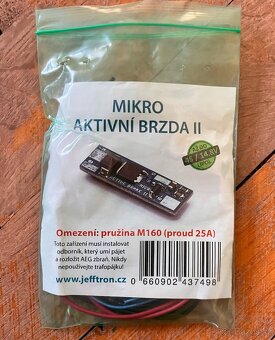 MIKRO
AKTIVNÍ BRZDA II
Omezení: pružina M160 (proud 25A)
Toto zařízení musí instalovat
odborník, který umí pájet
a rozložit AEG zbraň. Nikdy
nepoužívejte trafopájku!
www.jefftron.cz
0 660902 437498